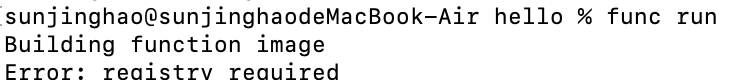 sunjinghao@sunjinghaodeMacBook-Air hello % func run
Building function image
Error: registry required